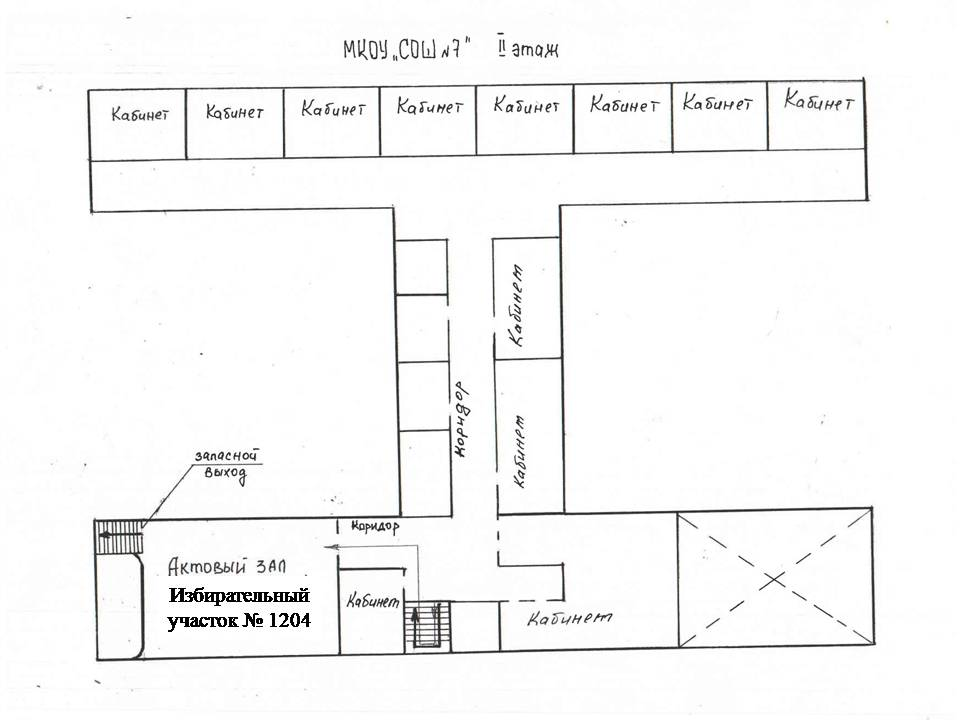 МКОУ „СОШ №7" II этаж
Кабинет Кабинет Кабинет Кабинет Кабинет Кабинет Кабинет Кабинет
Кабинет
Коридор
Кабинет
запасной
выход
Коридор
Актовый зал
Избирательный
участок № 1204
Кабинет
Кабинет